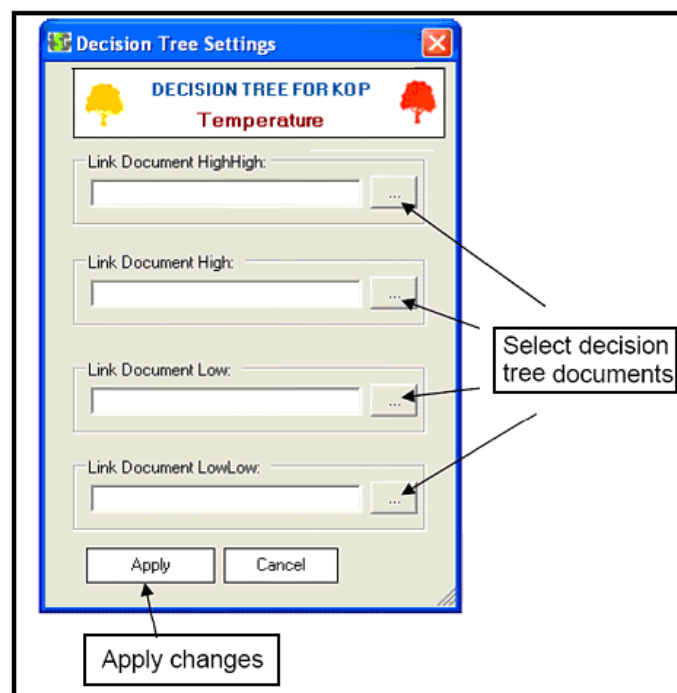 Decision Tree Settings
DECISION TREE FOR KOP
Temperature
Link Document HighHigh:
...
Link Document High:
...
Select decision
tree documents
Link Document Low:
...
Link Document LowLow:
...
Apply
Cancel
Apply changes